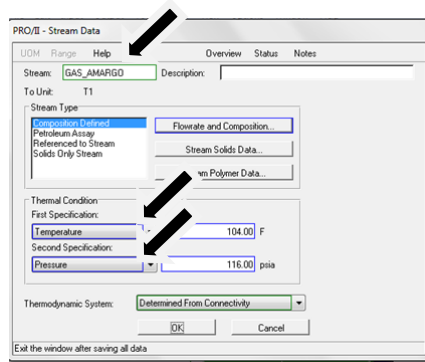 PRO/II - Stream Data
UOM Range Help Overview Status Notes
Stream: GAS_AMARGO Description:
To Unit: T1
Stream Type
Composition Defined
Petroleum Assay
Referenced to Stream
Solids Only Stream
Flowrate and Composition...
Stream Solids Data...
Polymer Data...
Thermal Condition
First Specification:
Temperature 104.00 F
Second Specification:
Pressure 116.00 psia
Thermodynamic System: Determined From Connectivity
OK Cancel
Exit the window after saving all data